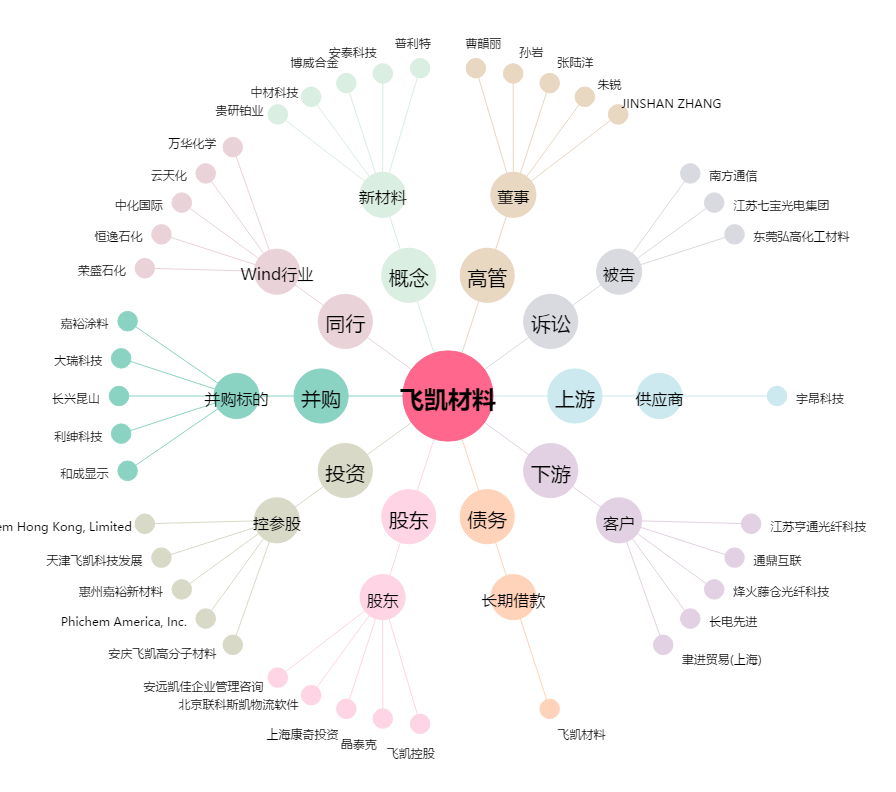 普利特
曹韻丽
安泰科技
孙岩
博威合金
张陆洋
中材科技
朱锐
贵研铂业
JINSHAN ZHANG
万华化学
云天化
南方通信
新材料
董事
中化国际
江苏七宝光电集团
恒逸石化
东莞弘高化工材料
荣盛石化
Wind行业
概念
高管
被告
嘉裕涂料
同行
诉讼
大瑞科技
长兴昆山
并购标的
并购
飞凯材料
上游
供应商
宇昂科技
利绅科技
和成显示
投资
下游
em Hong Kong, Limited
控参股
股东
债务
客户
江苏亨通光纤科技
天津飞凯科技发展
通鼎互联
惠州嘉裕新材料
烽火藤仓光纤科技
股东
长期借款
Phichem America, Inc.
长电先进
安庆飞凯高分子材料
聿进贸易(上海)
安远凯佳企业管理咨询
北京联科斯凯物流软件
上海康奇投资
晶泰克
飞凯控股
飞凯材料